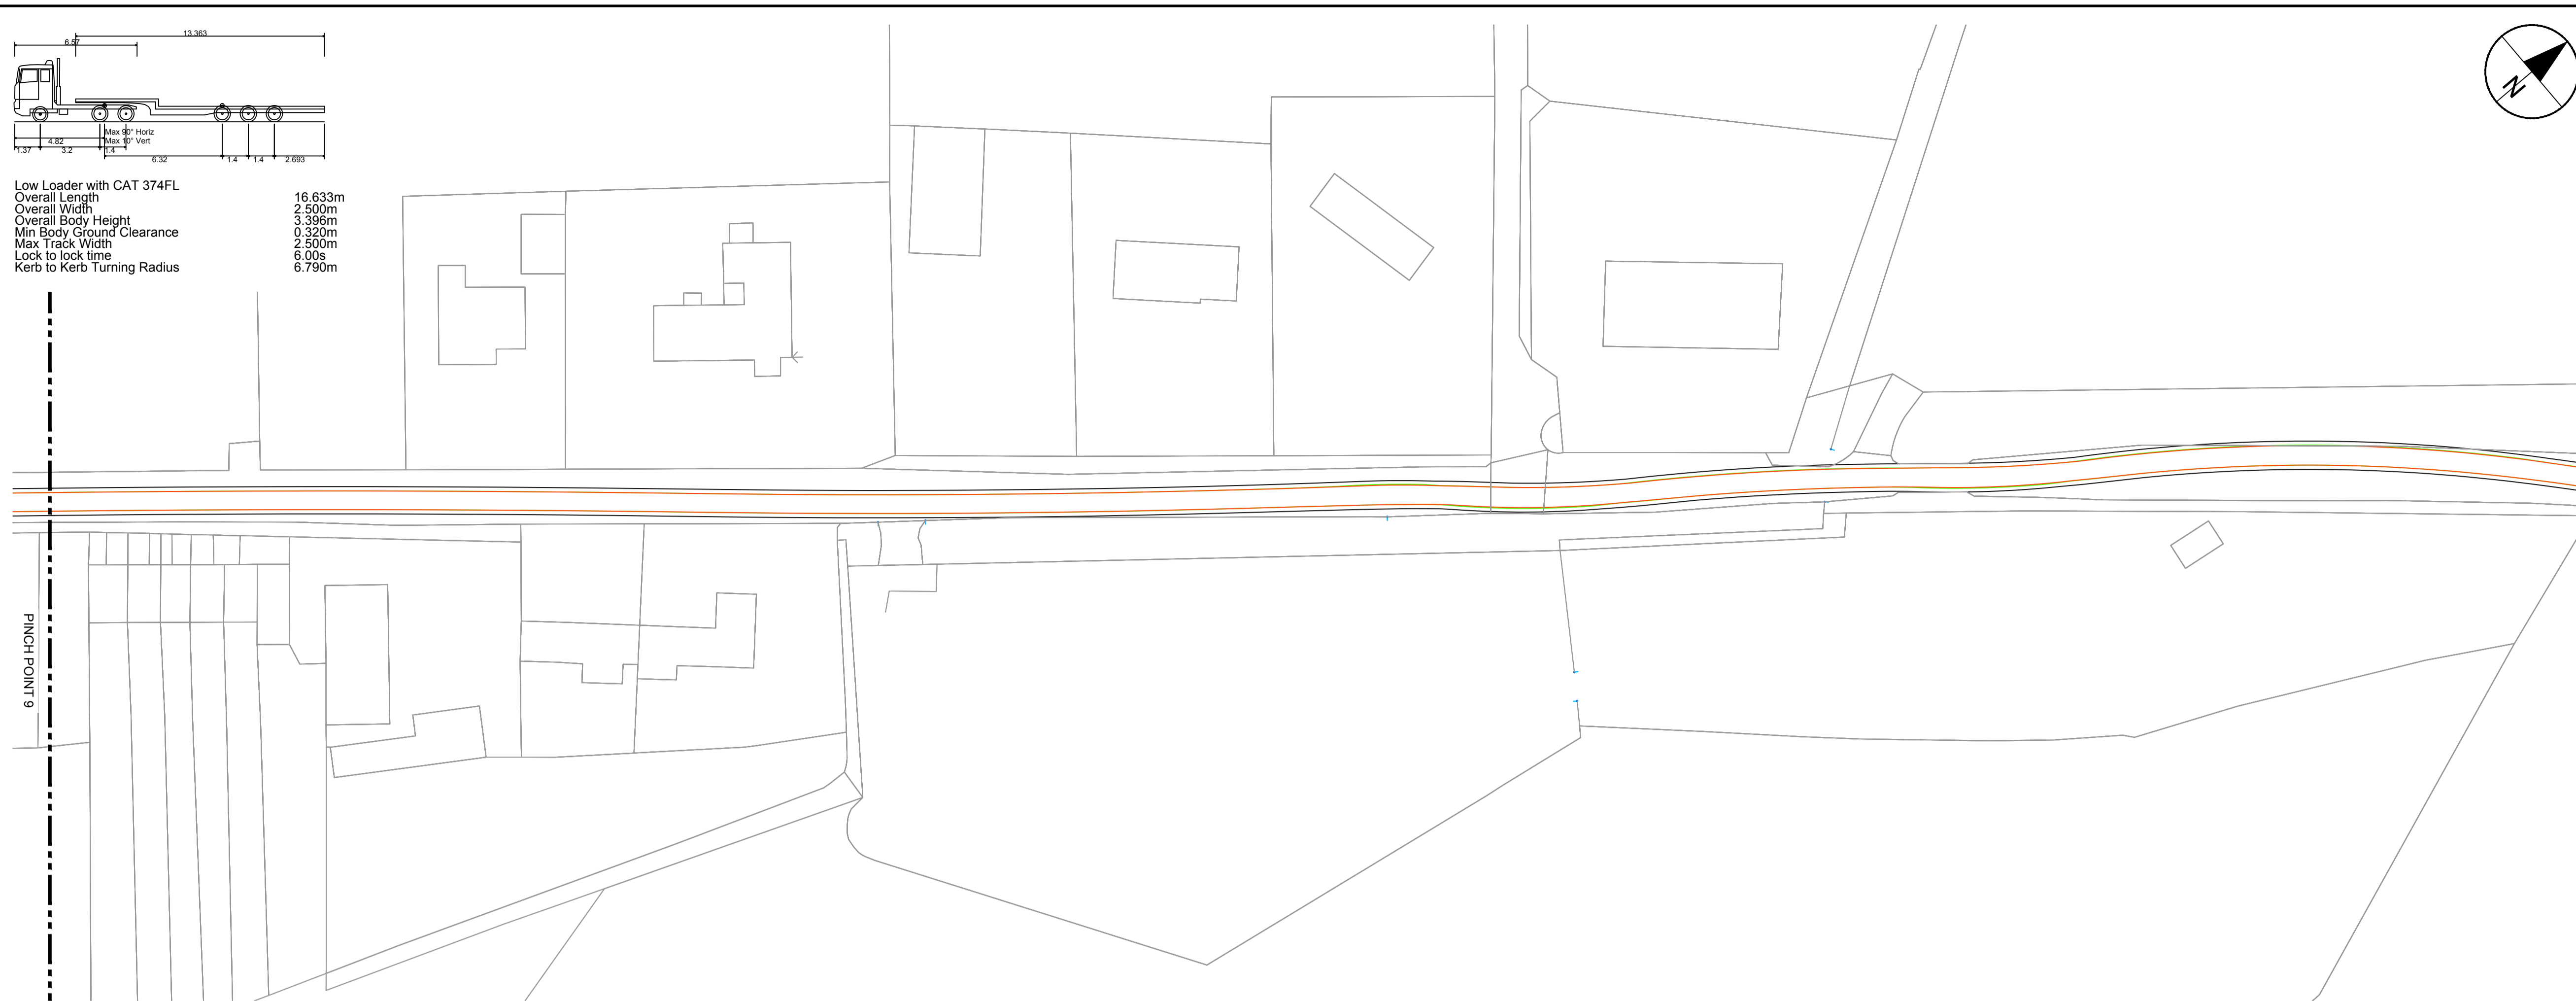 13.363
6.57
Max 90° Horiz
Max 10° Vert
4.82
1.37
3.2
1.4
6.32
1.4
1.4
2.693
Low Loader with CAT 374FL
Overall Length 16.633m
Overall Width 2.500m
Overall Body Height 3.396m
Min Body Ground Clearance 0.320m
Max Track Width 2.500m
Lock to lock time 6.00s
Kerb to Kerb Turning Radius 6.790m
N
PINCH POINT 9